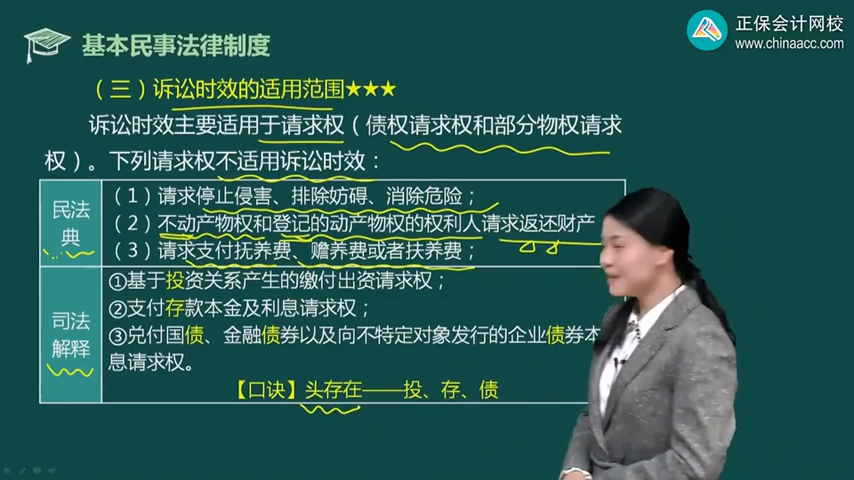 基本民事法律制度
正保会计网校
www.chinaacc.com
（三）诉讼时效的适用范围★★★
诉讼时效主要适用于请求权（债权请求权和部分物权请求
权）。下列请求权不适用诉讼时效：
民法
典
（1）请求停止侵害、排除妨碍、消除危险；
（2）不动产物权和登记的动产物权的权利人请求返还财产
（3）请求支付抚养费、赡养费或者扶养费；
司法
解释
①基于投资关系产生的缴付出资请求权；
②支付存款本金及利息请求权；
③兑付国债、金融债券以及向不特定对象发行的企业债券本
息请求权。
【口诀】头存在——投、存、债